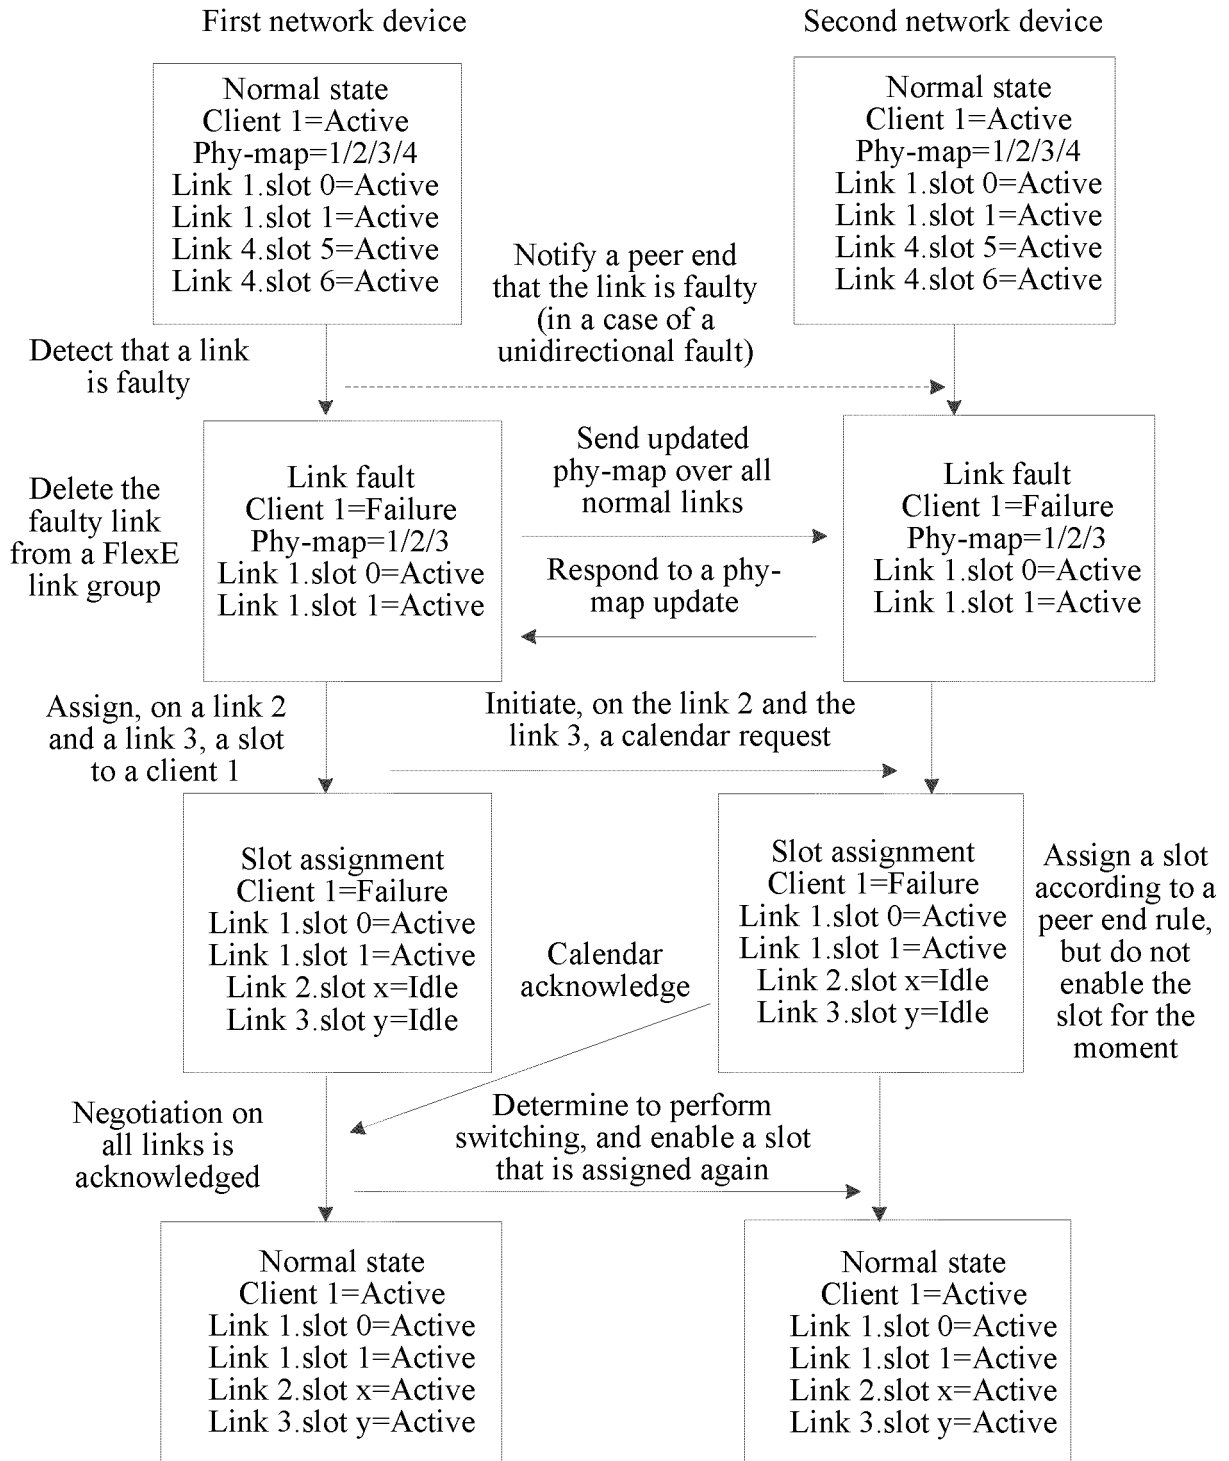 First network device
Second network device
Normal state
Client 1=Active
Phy-map=1/2/3/4
Link 1.slot 0=Active
Link 1.slot 1=Active
Link 4.slot 5=Active
Link 4.slot 6=Active
Normal state
Client 1=Active
Phy-map=1/2/3/4
Link 1.slot 0=Active
Link 1.slot 1=Active
Link 4.slot 5=Active
Link 4.slot 6=Active
Notify a peer end
that the link is faulty
(in a case of a
unidirectional fault)
Detect that a link
is faulty
Delete the
faulty link
from a FlexE
link group
Link fault
Client 1=Failure
Phy-map=1/2/3
Link 1.slot 0=Active
Link 1.slot 1=Active
Send updated
phy-map over all
normal links
Respond to a phy-
map update
Link fault
Client 1=Failure
Phy-map=1/2/3
Link 1.slot 0=Active
Link 1.slot 1=Active
Assign, on a link 2
and a link 3, a slot
to a client 1
Initiate, on the link 2 and the
link 3, a calendar request
Slot assignment
Client 1=Failure
Link 1.slot 0=Active
Link 1.slot 1=Active
Link 2.slot x=Idle
Link 3.slot y=Idle
Calendar
acknowledge
Slot assignment
Client 1=Failure
Link 1.slot 0=Active
Link 1.slot 1=Active
Link 2.slot x=Idle
Link 3.slot y=Idle
Assign a slot
according to a
peer end rule,
but do not
enable the
slot for the
moment
Negotiation on
all links is
acknowledged
Determine to perform
switching, and enable a slot
that is assigned again
Normal state
Client 1=Active
Link 1.slot 0=Active
Link 1.slot 1=Active
Link 2.slot x=Active
Link 3.slot y=Active
Normal state
Client 1=Active
Link 1.slot 0=Active
Link 1.slot 1=Active
Link 2.slot x=Active
Link 3.slot y=Active